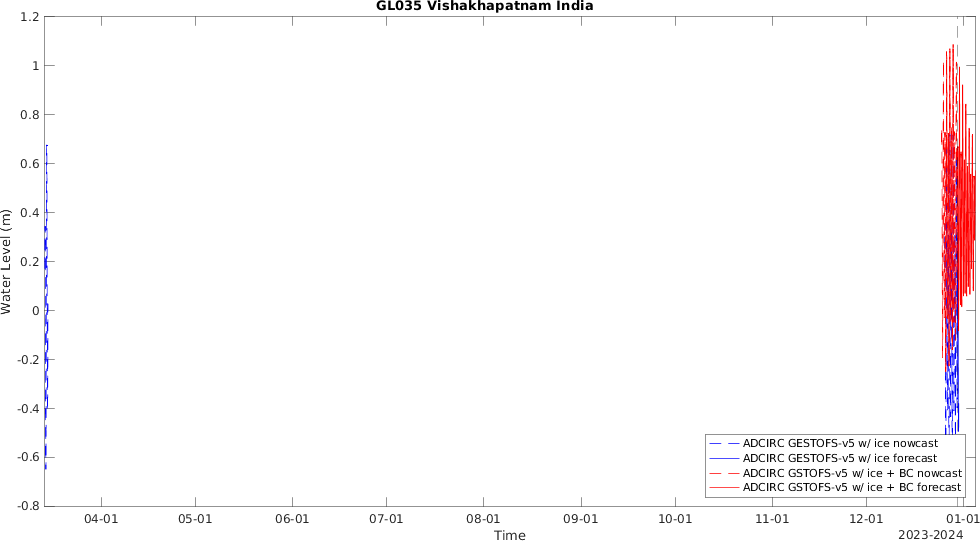 GL035 Vishakhapatnam India
1.2
1
0.8
0.6
0.4
0.2
0
-0.2
-0.4
-0.6
-0.8
Water Level (m)
ADCIRC GESTOFS-v5 w/ ice nowcast
ADCIRC GESTOFS-v5 w/ ice forecast
ADCIRC GSTOFS-v5 w/ ice + BC nowcast
ADCIRC GSTOFS-v5 w/ ice + BC forecast
04-01 05-01 06-01 07-01 08-01 09-01 10-01 11-01 12-01 01-01
Time
2023-2024